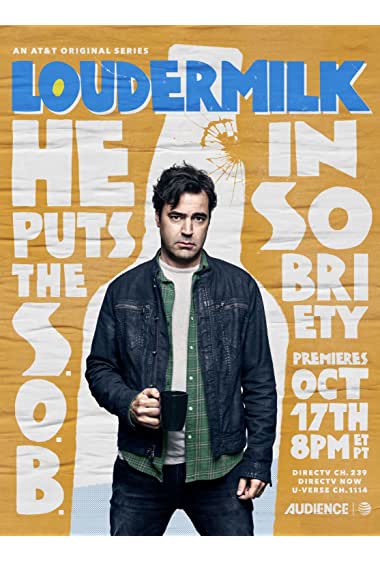 AN AT&T ORIGINAL SERIES
LOUDERMILK
HE
PUTS
THE
S.O.B.
IN
SO
BRI
ETY
PREMIERES
OCT
17TH
8PM ET PT
DIRECTV CH. 239
DIRECTV NOW
U-VERSE CH. 1114
AUDIENCE